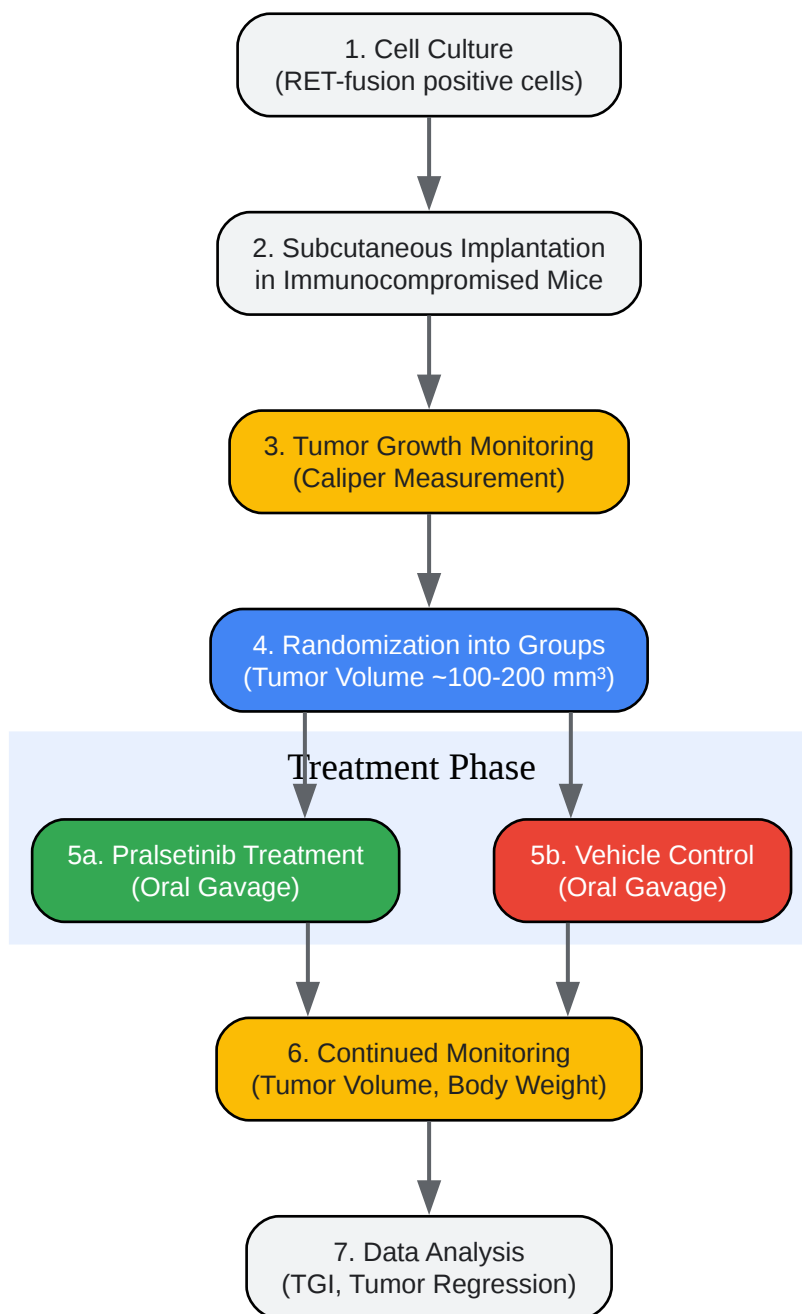 1. Cell Culture
(RET-fusion positive cells)
2. Subcutaneous Implantation
in Immunocompromised Mice
3. Tumor Growth Monitoring
(Caliper Measurement)
4. Randomization into Groups
(Tumor Volume ~100-200 mm³)
Treatment Phase
5a. Pralsetinib Treatment
(Oral Gavage)
5b. Vehicle Control
(Oral Gavage)
6. Continued Monitoring
(Tumor Volume, Body Weight)
7. Data Analysis
(TGI, Tumor Regression)